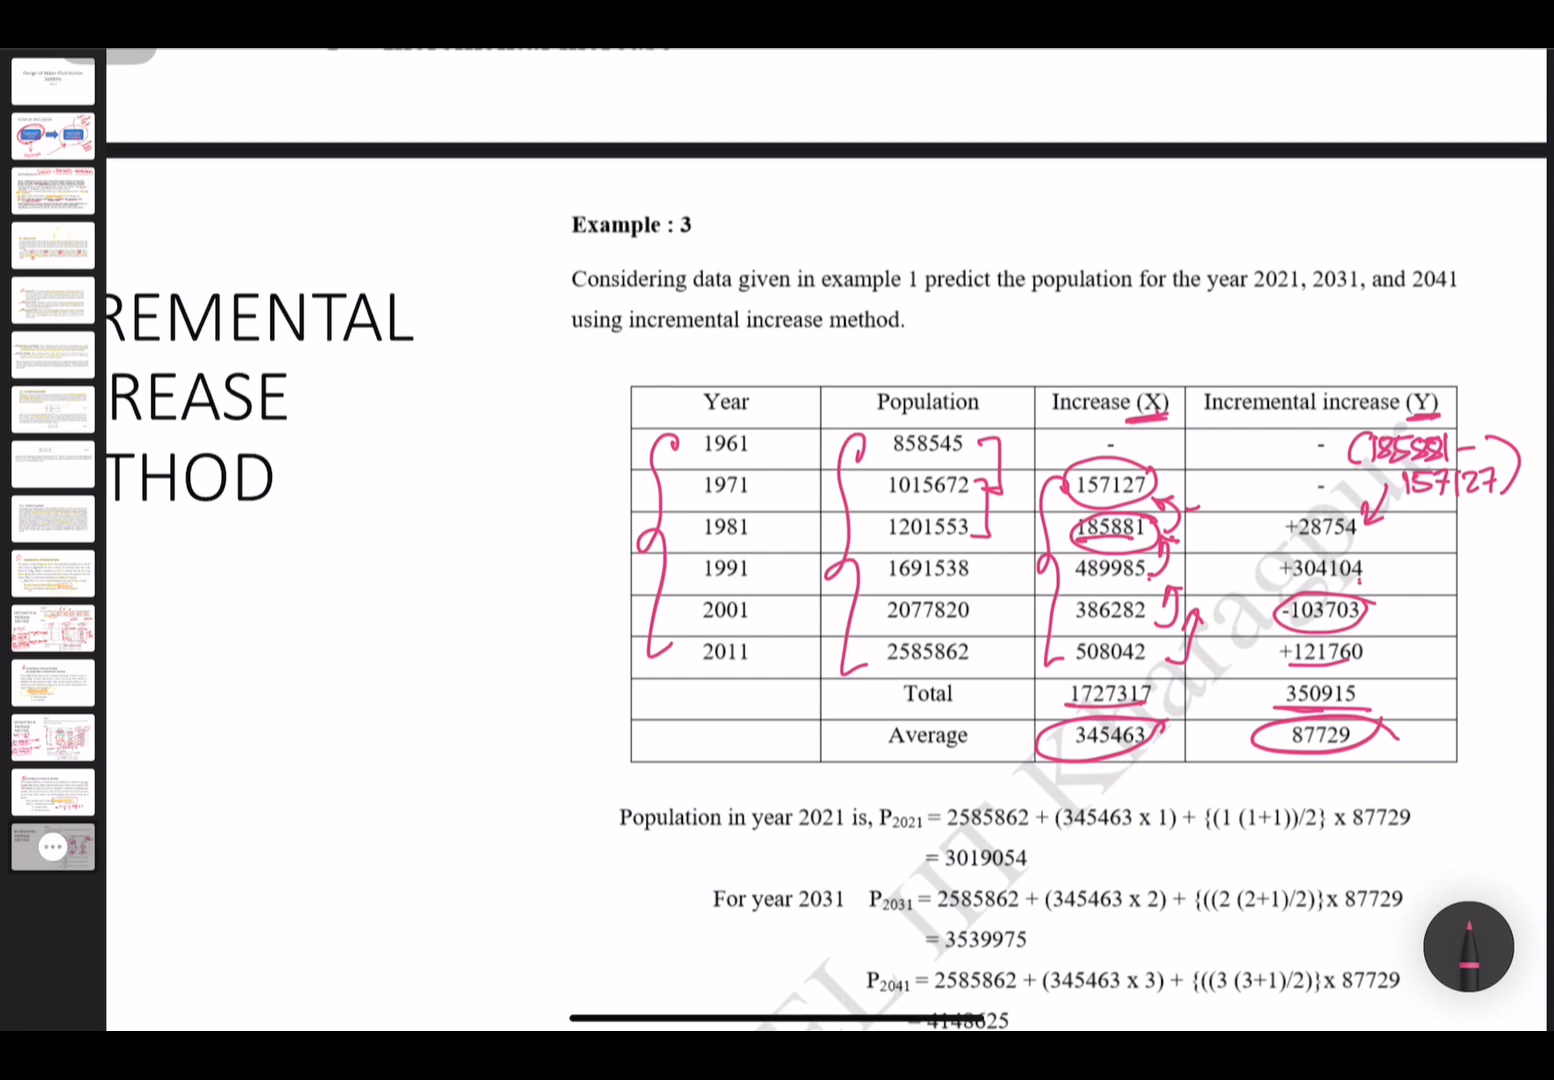 REMENTAL
REASE
THOD
Example : 3
Considering data given in example 1 predict the population for the year 2021, 2031, and 2041
using incremental increase method.
Year Population Increase (X) Incremental increase (Y)
1961 858545 - -
(185881 -
1971 1015672 157127 -
157127)
1981 1201553 185881 +28754
1991 1691538 489985 +304104
2001 2077820 386282 -103703
2011 2585862 508042 +121760
Total 1727317 350915
Average 345463 87729
Population in year 2021 is, P2021 = 2585862 + (345463 x 1) + {(1 (1+1))/2} x 87729
= 3019054
For year 2031 P2031 = 2585862 + (345463 x 2) + {((2 (2+1)/2)}x 87729
= 3539975
P2041 = 2585862 + (345463 x 3) + {((3 (3+1)/2)}x 87729
= 4148625
EL IIT Kharagpur